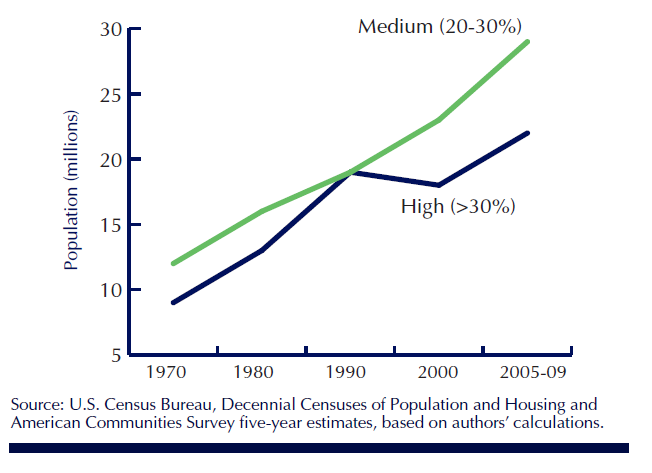 Medium (20-30%)
30
25
20
15
10
5
Population (millions)
High (>30%)
1970 1980 1990 2000 2005-09
Source: U.S. Census Bureau, Decennial Censuses of Population and Housing and
American Communities Survey five-year estimates, based on authors’ calculations.